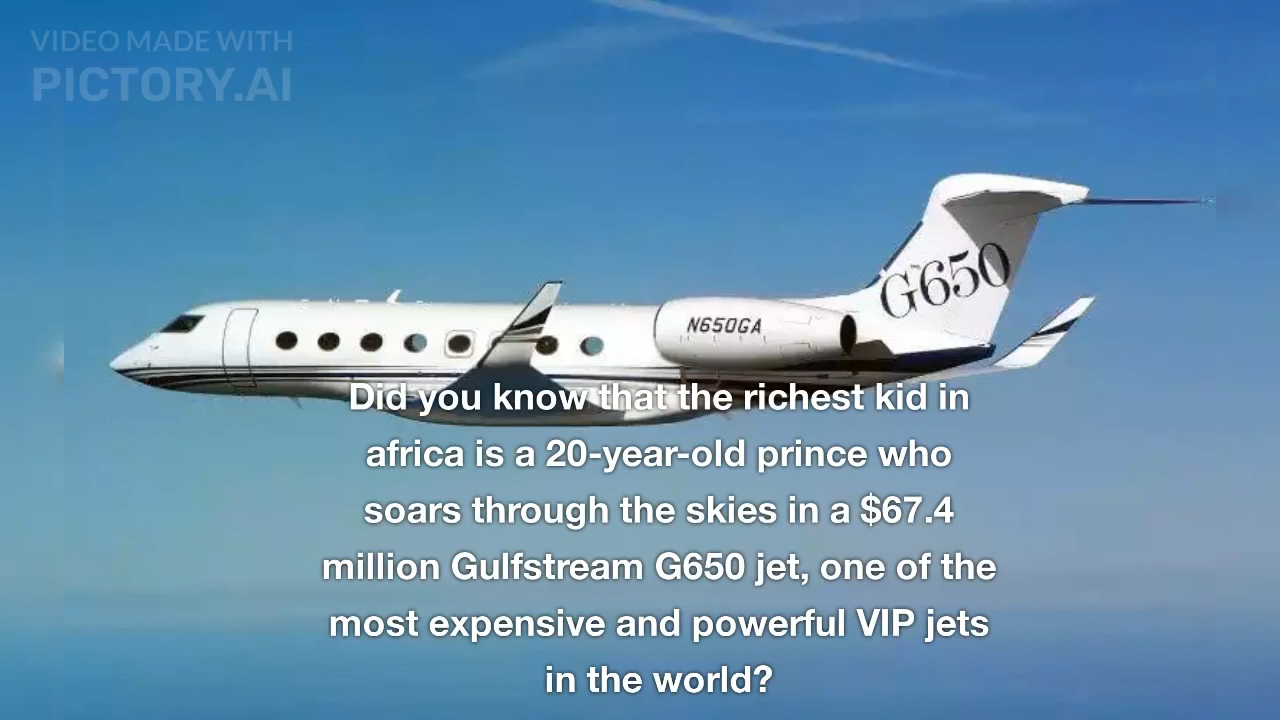 VIDEO MADE WITH
PICTORY.AI
G650
N650GA
Did you know that the richest kid in
africa is a 20-year-old prince who
soars through the skies in a $67.4
million Gulfstream G650 jet, one of the
most expensive and powerful VIP jets
in the world?